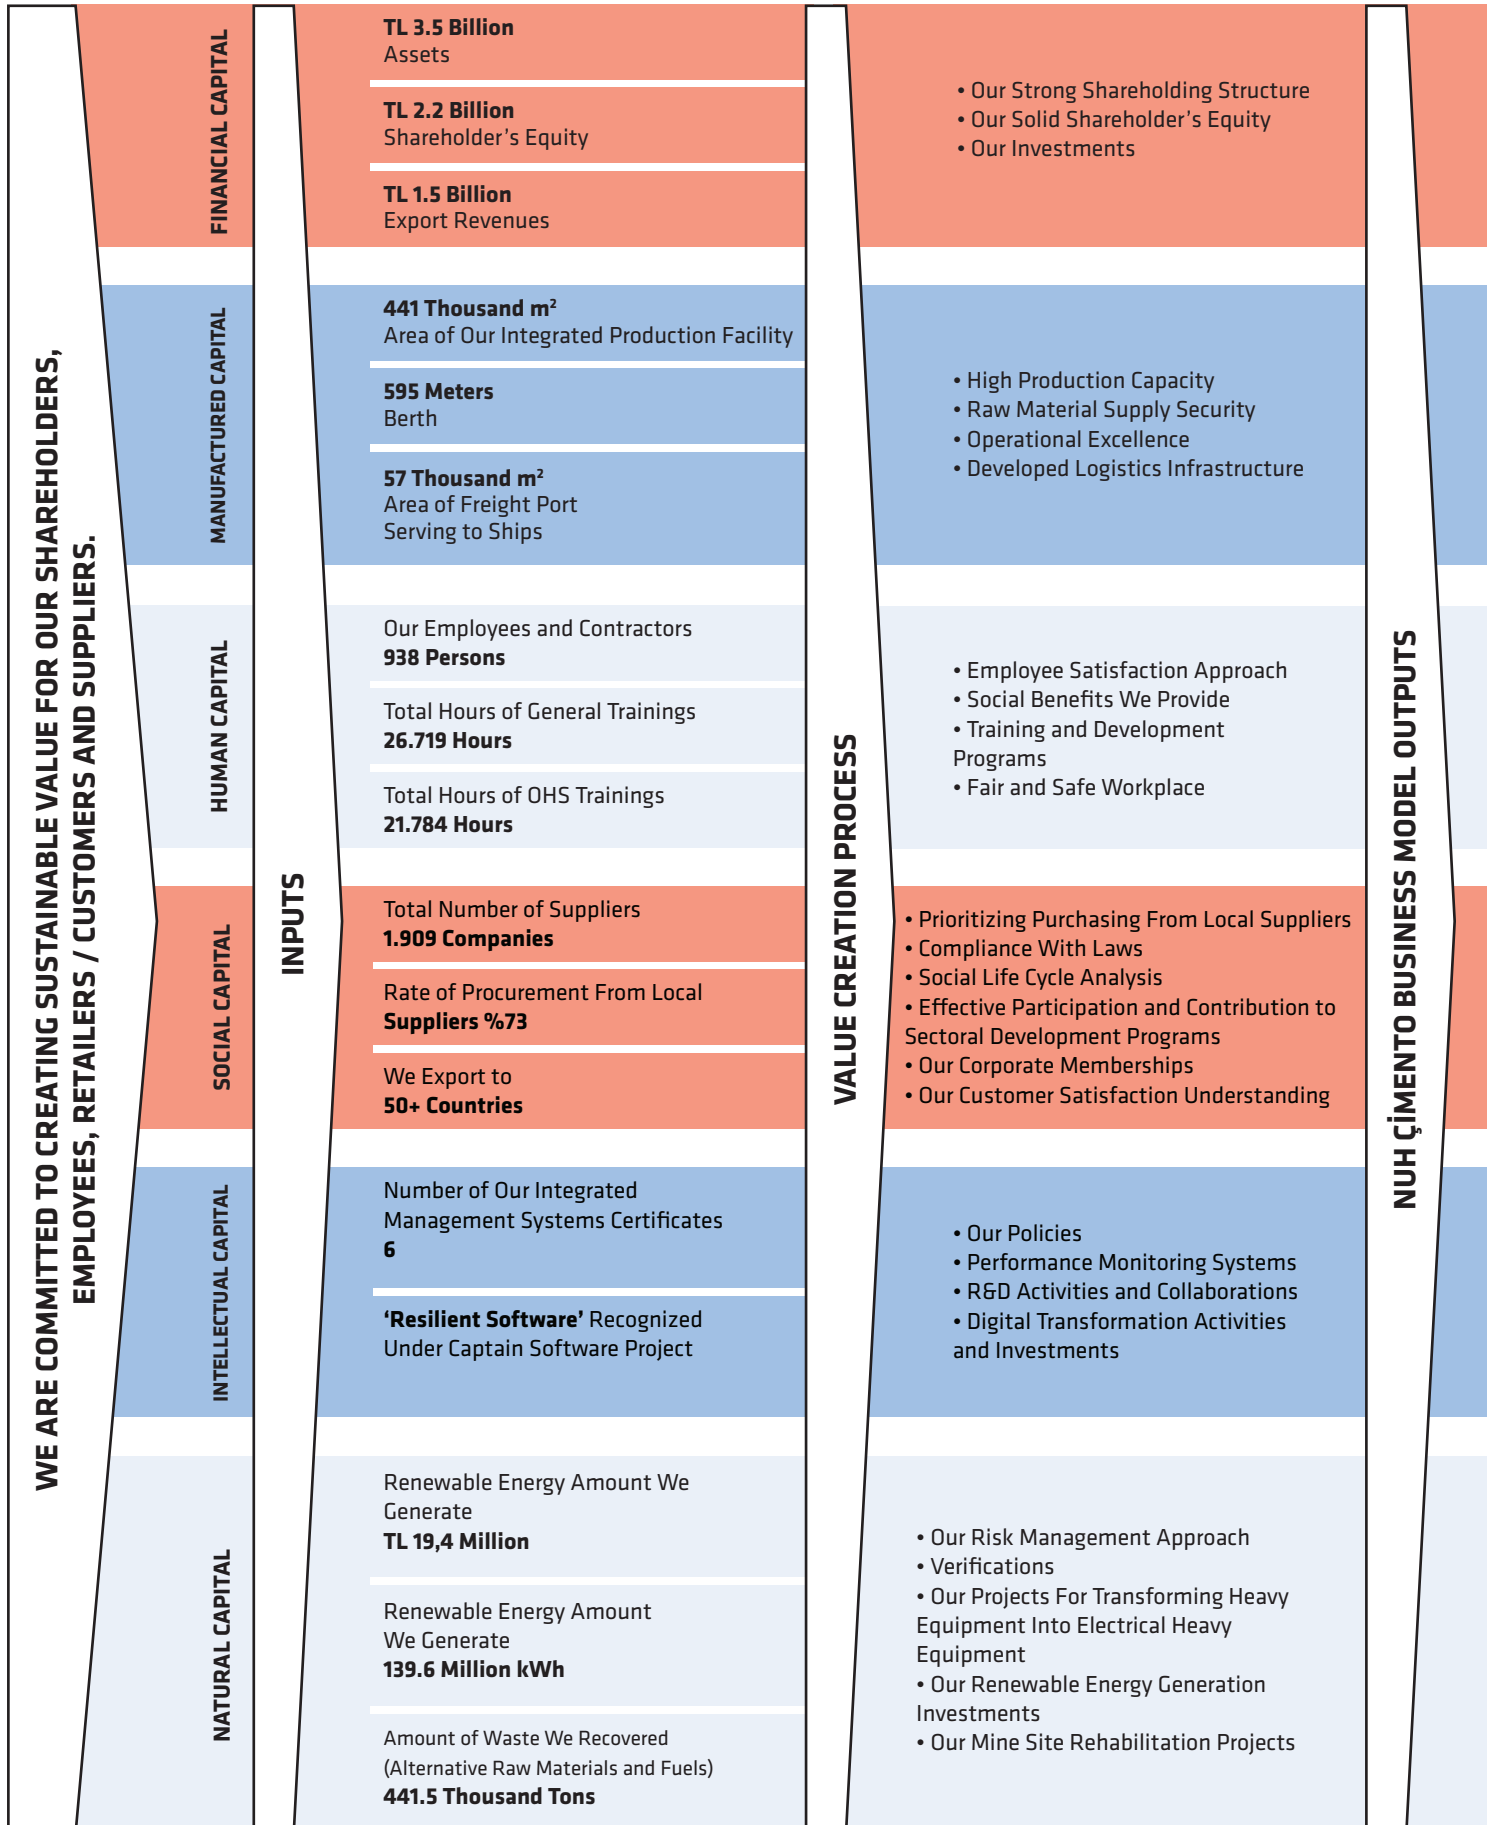 WE ARE COMMITTED TO CREATING SUSTAINABLE VALUE FOR OUR SHAREHOLDERS,
EMPLOYEES, RETAILERS / CUSTOMERS AND SUPPLIERS.
FINANCIAL CAPITAL
MANUFACTURED CAPITAL
HUMAN CAPITAL
SOCIAL CAPITAL
INTELLECTUAL CAPITAL
NATURAL CAPITAL
INPUTS
TL 3.5 Billion
Assets
TL 2.2 Billion
Shareholder's Equity
TL 1.5 Billion
Export Revenues
441 Thousand m²
Area of Our Integrated Production Facility
595 Meters
Berth
57 Thousand m²
Area of Freight Port
Serving to Ships
Our Employees and Contractors
938 Persons
Total Hours of General Trainings
26.719 Hours
Total Hours of OHS Trainings
21.784 Hours
Total Number of Suppliers
1.909 Companies
Rate of Procurement From Local
Suppliers %73
We Export to
50+ Countries
Number of Our Integrated
Management Systems Certificates
6
‘Resilient Software’ Recognized
Under Captain Software Project
Renewable Energy Amount We
Generate
TL 19,4 Million
Renewable Energy Amount
We Generate
139.6 Million kWh
Amount of Waste We Recovered
(Alternative Raw Materials and Fuels)
441.5 Thousand Tons
VALUE CREATION PROCESS
• Our Strong Shareholding Structure
• Our Solid Shareholder’s Equity
• Our Investments
• High Production Capacity
• Raw Material Supply Security
• Operational Excellence
• Developed Logistics Infrastructure
• Employee Satisfaction Approach
• Social Benefits We Provide
• Training and Development
Programs
• Fair and Safe Workplace
• Prioritizing Purchasing From Local Suppliers
• Compliance With Laws
• Social Life Cycle Analysis
• Effective Participation and Contribution to
Sectoral Development Programs
• Our Corporate Memberships
• Our Customer Satisfaction Understanding
• Our Policies
• Performance Monitoring Systems
• R&D Activities and Collaborations
• Digital Transformation Activities
and Investments
• Our Risk Management Approach
• Verifications
• Our Projects For Transforming Heavy
Equipment Into Electrical Heavy
Equipment
• Our Renewable Energy Generation
Investments
• Our Mine Site Rehabilitation Projects
NUH ÇİMENTO BUSINESS MODEL OUTPUTS